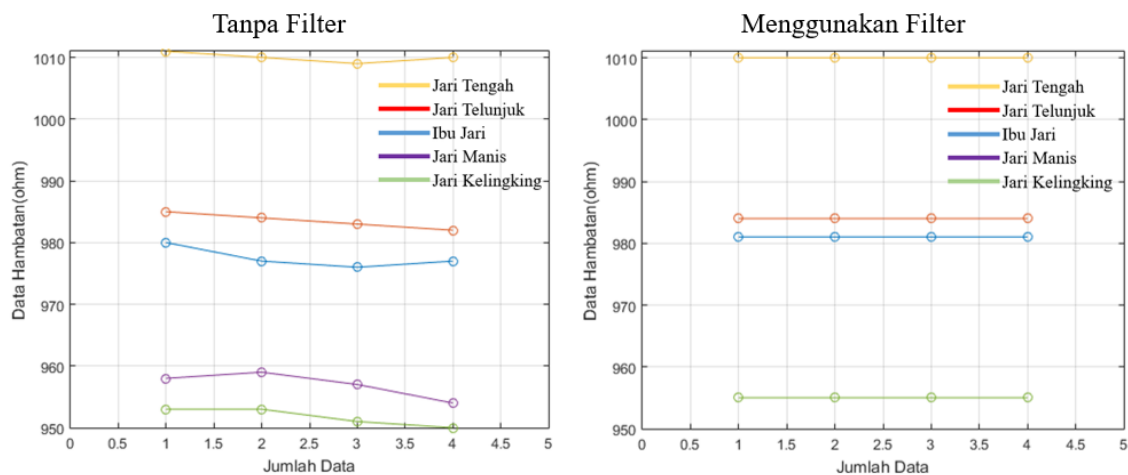 Tanpa Filter
1010
1000
990
980
970
960
950
0
0.5
1
1.5
2
2.5
3
3.5
4
4.5
5
Data Hambatan(ohm)
Jumlah Data
Jari Tengah
Jari Telunjuk
Ibu Jari
Jari Manis
Jari Kelingking
Menggunakan Filter
1010
1000
990
980
970
960
950
0
0.5
1
1.5
2
2.5
3
3.5
4
4.5
5
Data Hambatan(ohm)
Jumlah Data
Jari Tengah
Jari Telunjuk
Ibu Jari
Jari Manis
Jari Kelingking